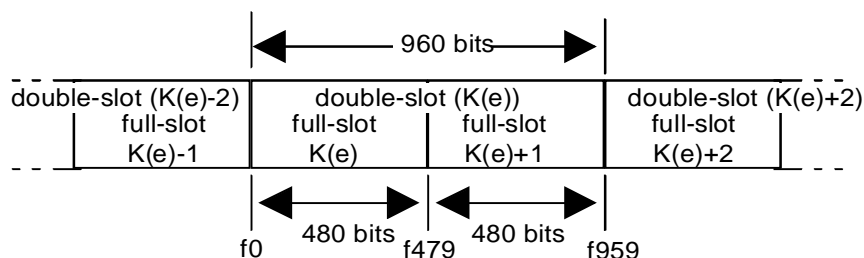 960 bits
double-slot (K(e)-2) double-slot (K(e)) double-slot (K(e)+2)
full-slot full-slot full-slot full-slot
K(e)-1 K(e) K(e)+1 K(e)+2
480 bits 480 bits
f0 f479 f959